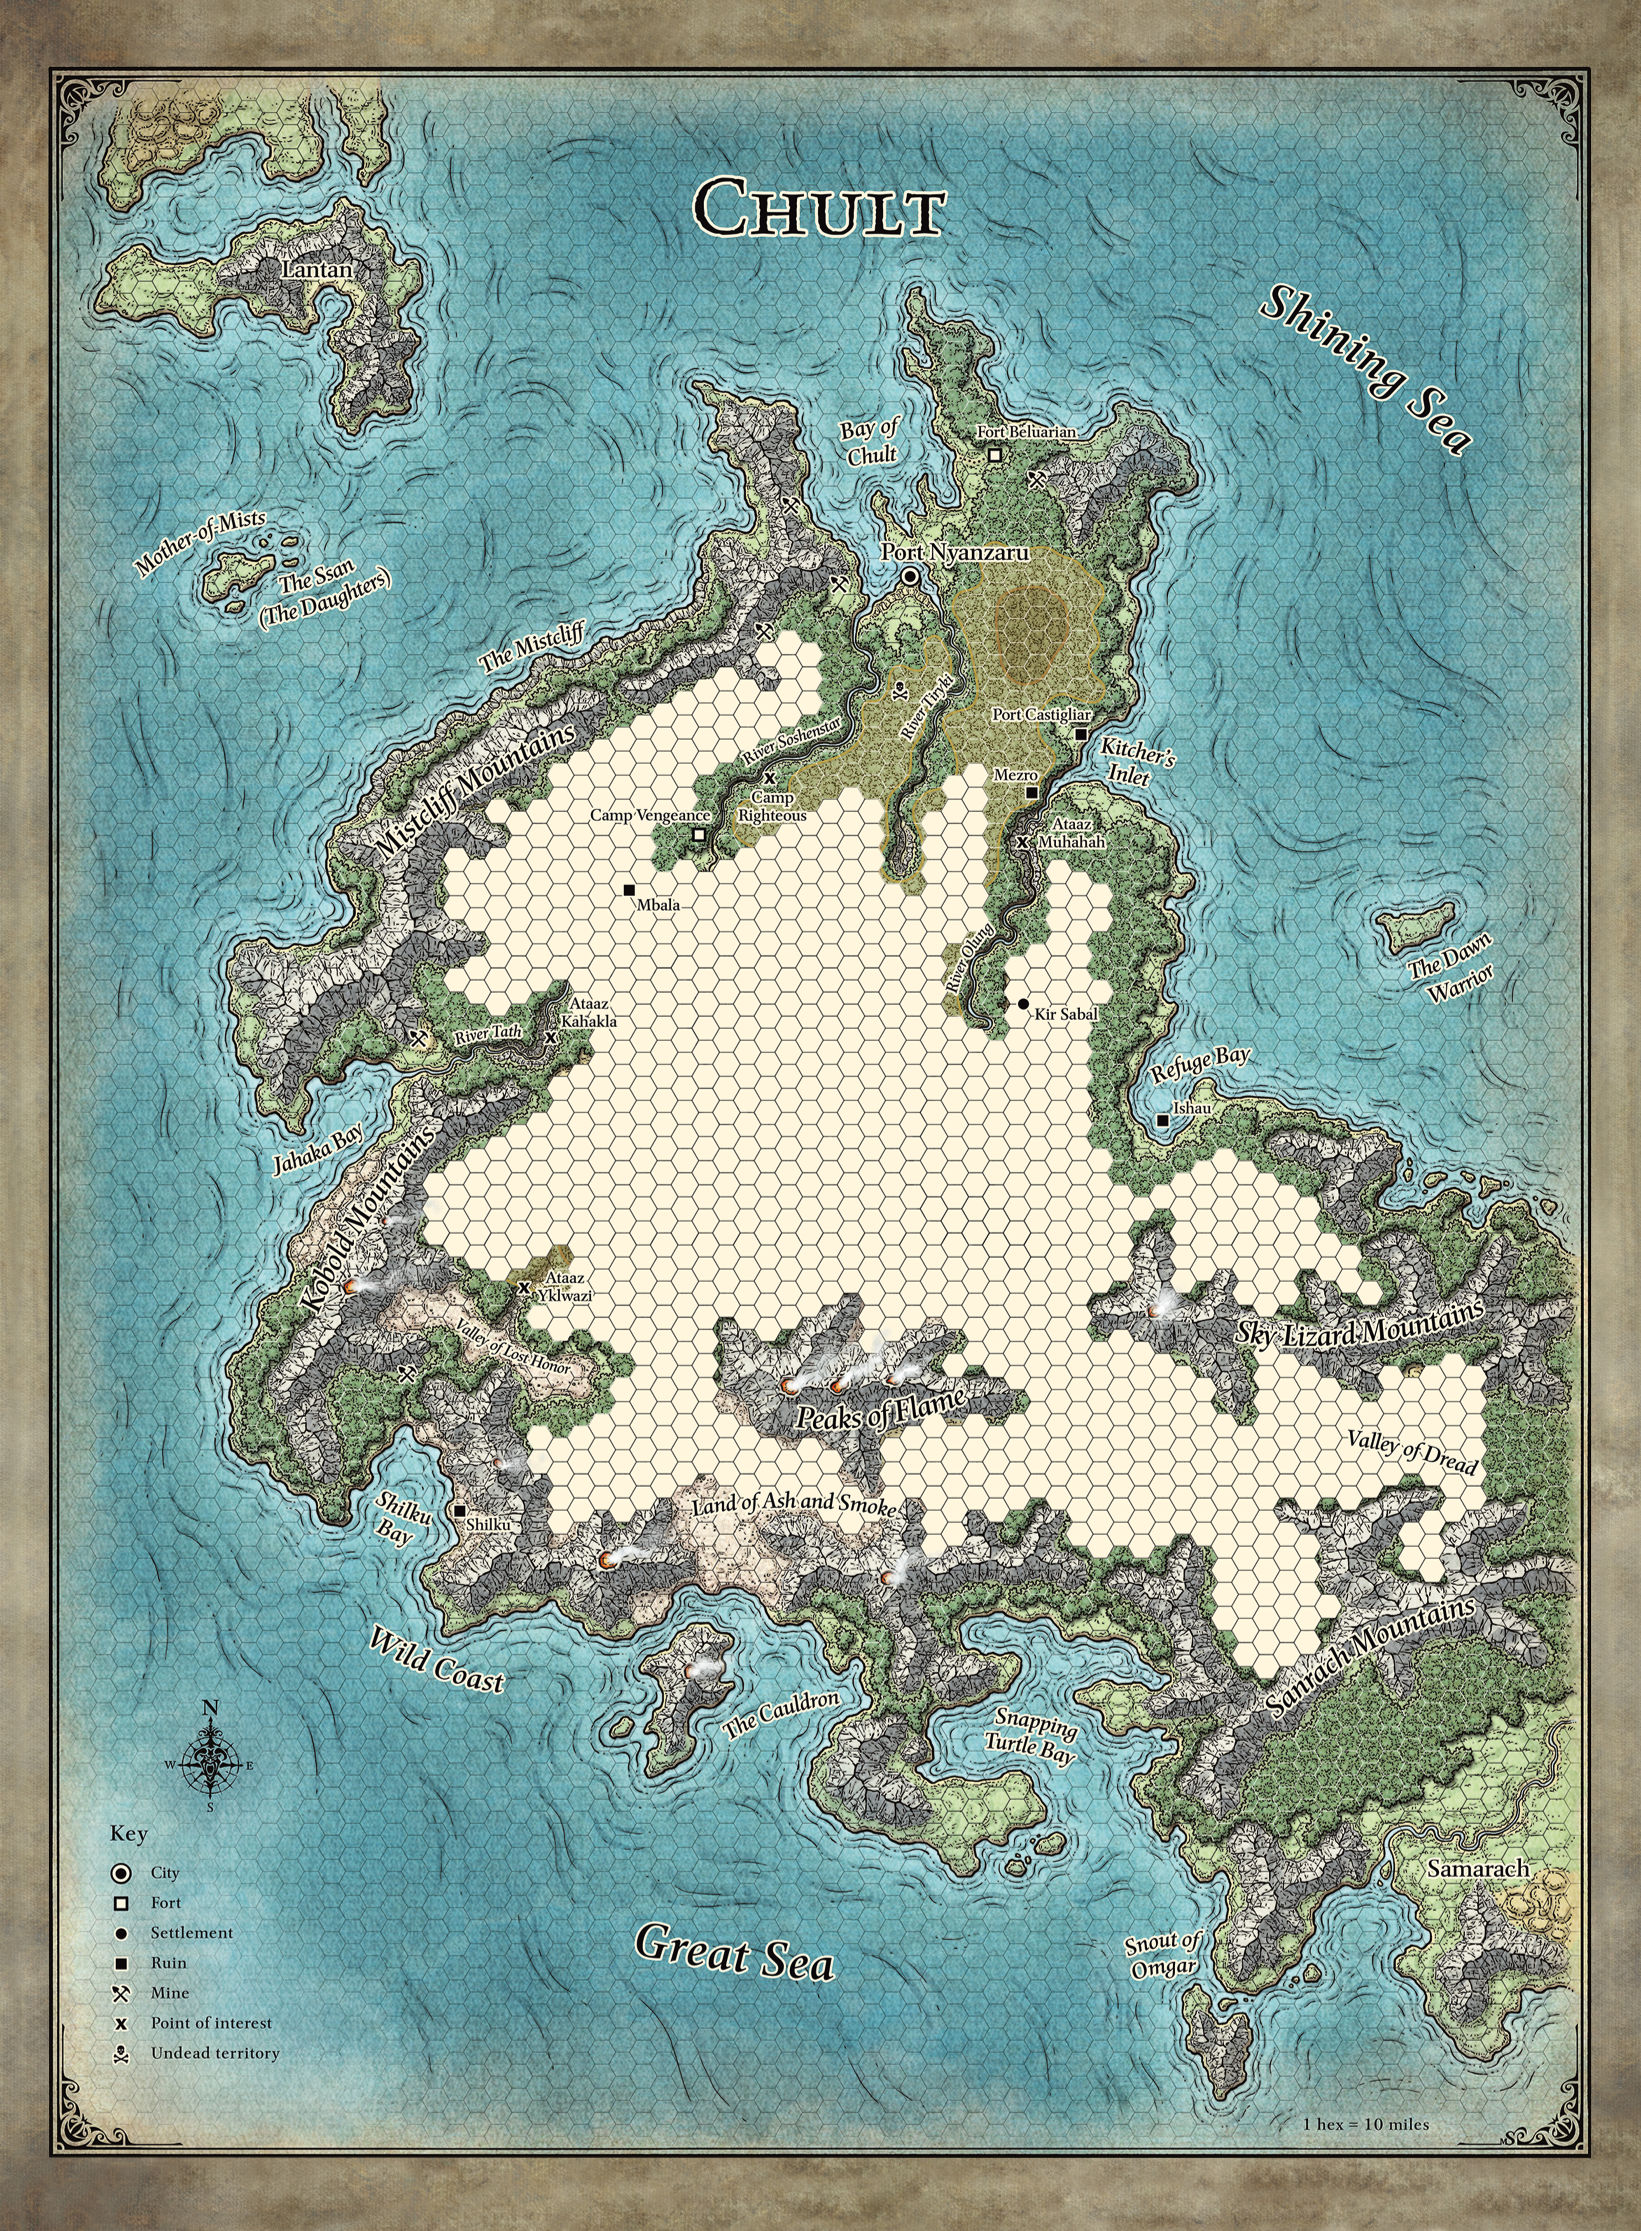 Chult
Lantan
Shining Sea
Bay of
Chult
Fort Beluarian
Mother-of-Mists
The Ssan
(The Daughters)
Port Nyanzaru
The Mistcliff
Mistcliff Mountains
River Soshenstar
River Tiryki
Port Castigliar
Kitcher's
Inlet
Mezro
Camp
Righteous
Camp Vengeance
Ataaz
Muhahah
Mbala
River Olung
The Dawn
Warrior
Ataaz
Kahakla
River Tath
Kir Sabal
Refuge Bay
Ishau
Jahaka Bay
Kobold Mountains
Ataaz
Yklwazi
Valley of Lost Honor
Sky Lizard Mountains
Peaks of Flame
Valley of Dread
Land of Ash and Smoke
Shilku
Bay
Shilku
Wild Coast
Sanrach Mountains
The Cauldron
Snapping
Turtle Bay
Samarach
Great Sea
Snout of
Omgar
N
W
E
S
Key
City
Fort
Settlement
Ruin
Mine
Point of interest
Undead territory
1 hex = 10 miles
MS